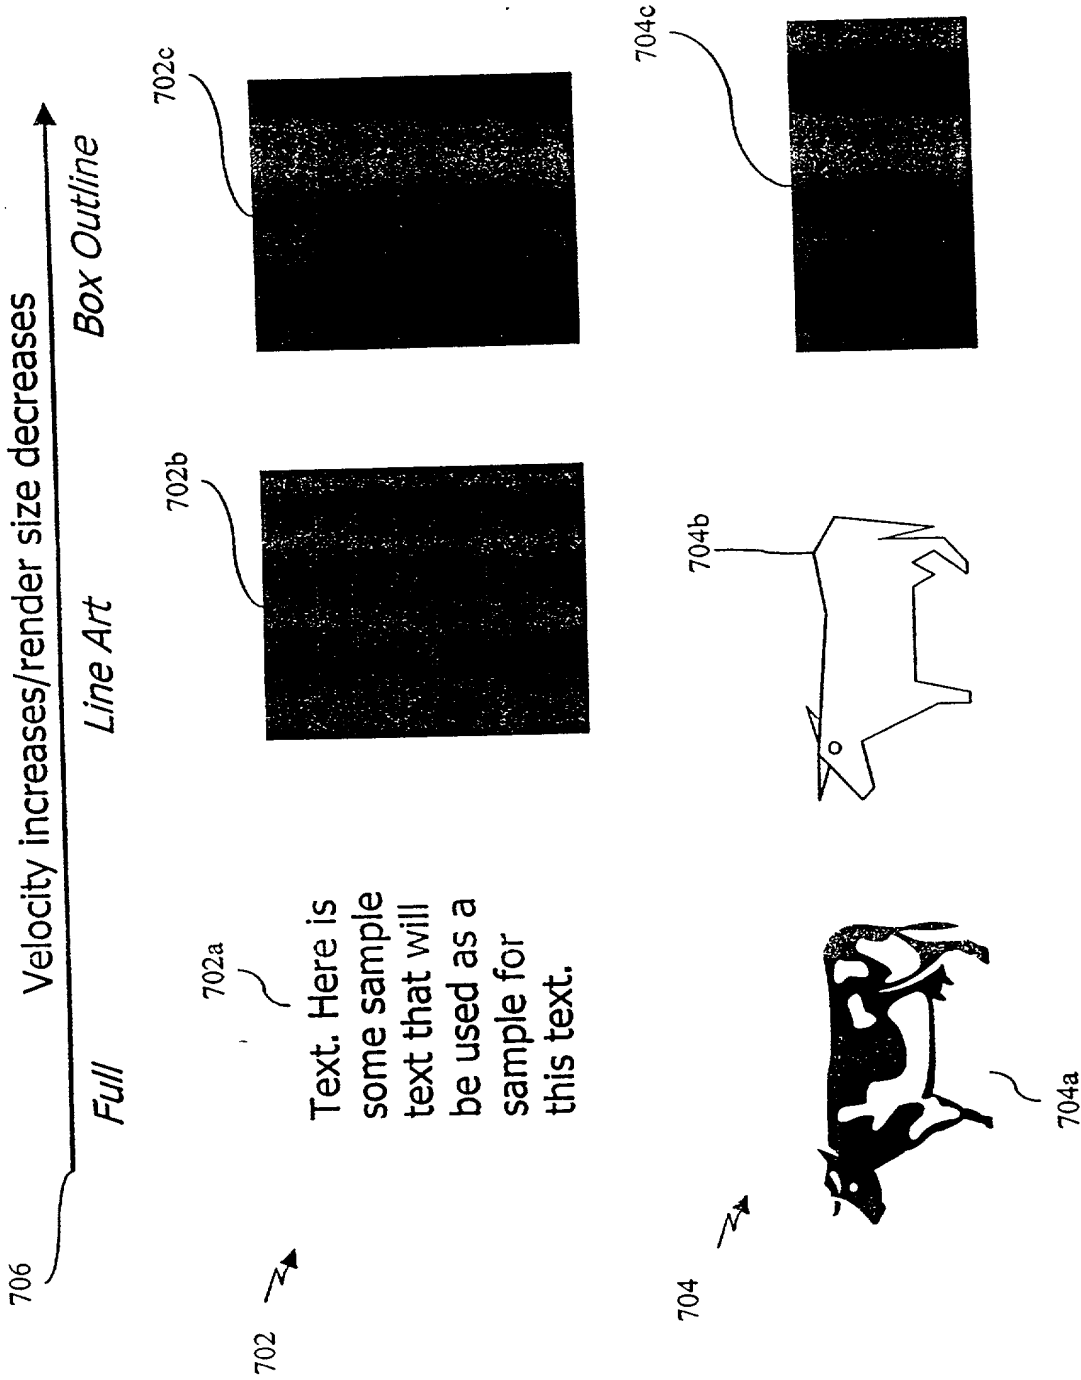 706
Velocity increases/render size decreases
Full
Line Art
Box Outline
702
702a
702b
702c
Text. Here is
some sample
text that will
be used as a
sample for
this text.
704
704a
704b
704c